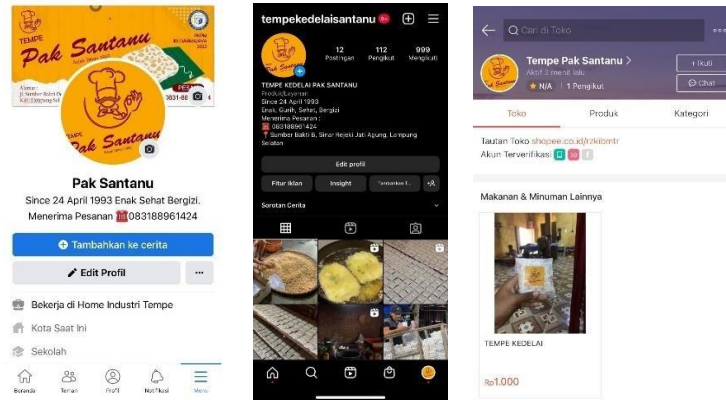 TEMPE
Pak Santanu
Alamat :
TEMPE
Pak Santanu
Pak Santanu
Since 24 April 1993 Enak Sehat Bergizi.
Menerima Pesanan ☎️083188961424
Tambahkan ke cerita
Edit Profil
Bekerja di Home Industri Tempe
Kota Saat Ini
Sekolah
Beranda
Teman
Profil
Notifikasi
Menu
tempekedelaisantanu
12
Postingan
112
Pengikut
999
Mengikuti
TEMPE KEDELAI PAK SANTANU
Produk/Layanan
Since 24 April 1993
Enak, Gurih, Sehat, Bergizi
Menerima Pesanan :
☎️ 083188961424
📍 Sumber Bakti B, Sinar Rejeki Jati Agung, Lampung
Selatan
Edit profil
Fitur Iklan
Insight
Sorotan Cerita
Cari di Toko
Tempe Pak Santanu >
Aktif 2 menit lalu
N/A
1 Pengikut
+ Ikuti
Chat
Toko
Produk
Kategori
Tautan Toko shopee.co.id/rzkibmtr
Akun Terverifikasi
Makanan & Minuman Lainnya
TEMPE KEDELAI
Rp1.000